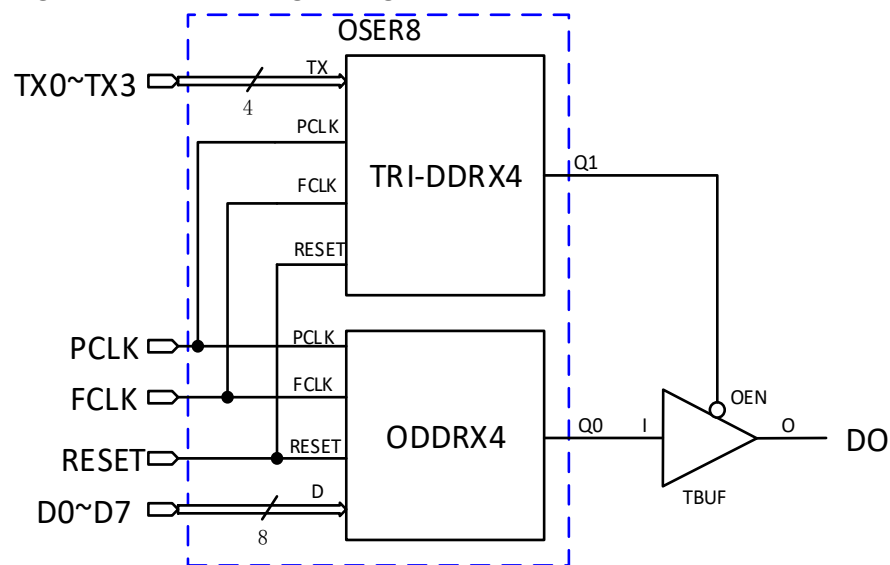 OSER8
TX0~TX3
TX
4
PCLK
FCLK
RESET
TRI-DDRX4
Q1
PCLK
PCLK
FCLK
FCLK
RESET
RESET
D0~D7
D
8
ODDRX4
Q0
I
OEN
O
DO
TBUF